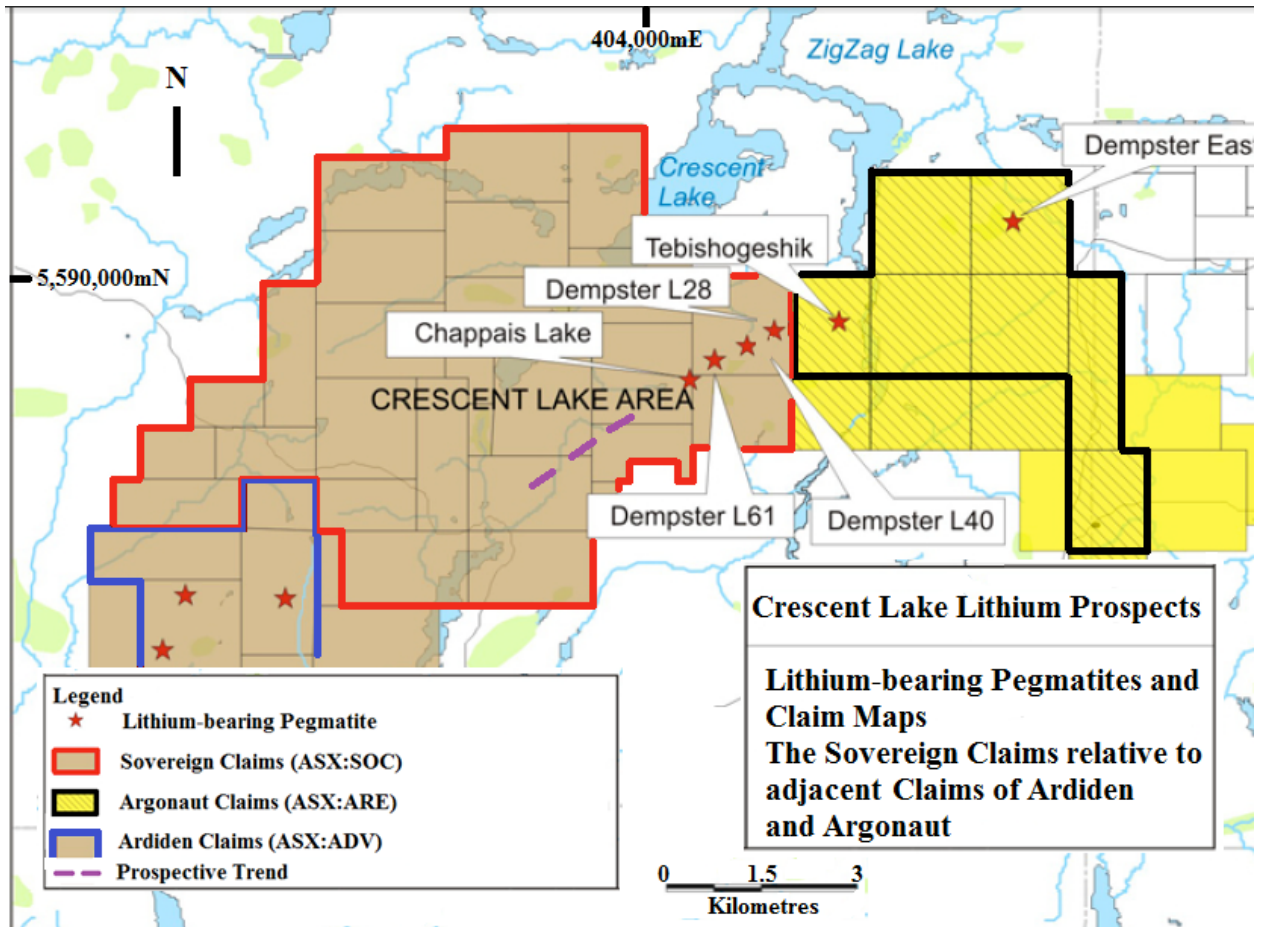 404,000mE
ZigZag Lake
N
Dempster East
Crescent
Lake
Tebishogeshik
5,590,000mN
Dempster L28
Chappais Lake
CRESCENT LAKE AREA
Dempster L61
Dempster L40
Crescent Lake Lithium Prospects
Lithium-bearing Pegmatites and
Claim Maps
The Sovereign Claims relative to
adjacent Claims of Ardiden
and Argonaut
Legend
Lithium-bearing Pegmatite
Sovereign Claims (ASX:SOC)
Argonaut Claims (ASX:ARE)
Ardiden Claims (ASX:ADV)
Prospective Trend
0 1.5 3
Kilometres